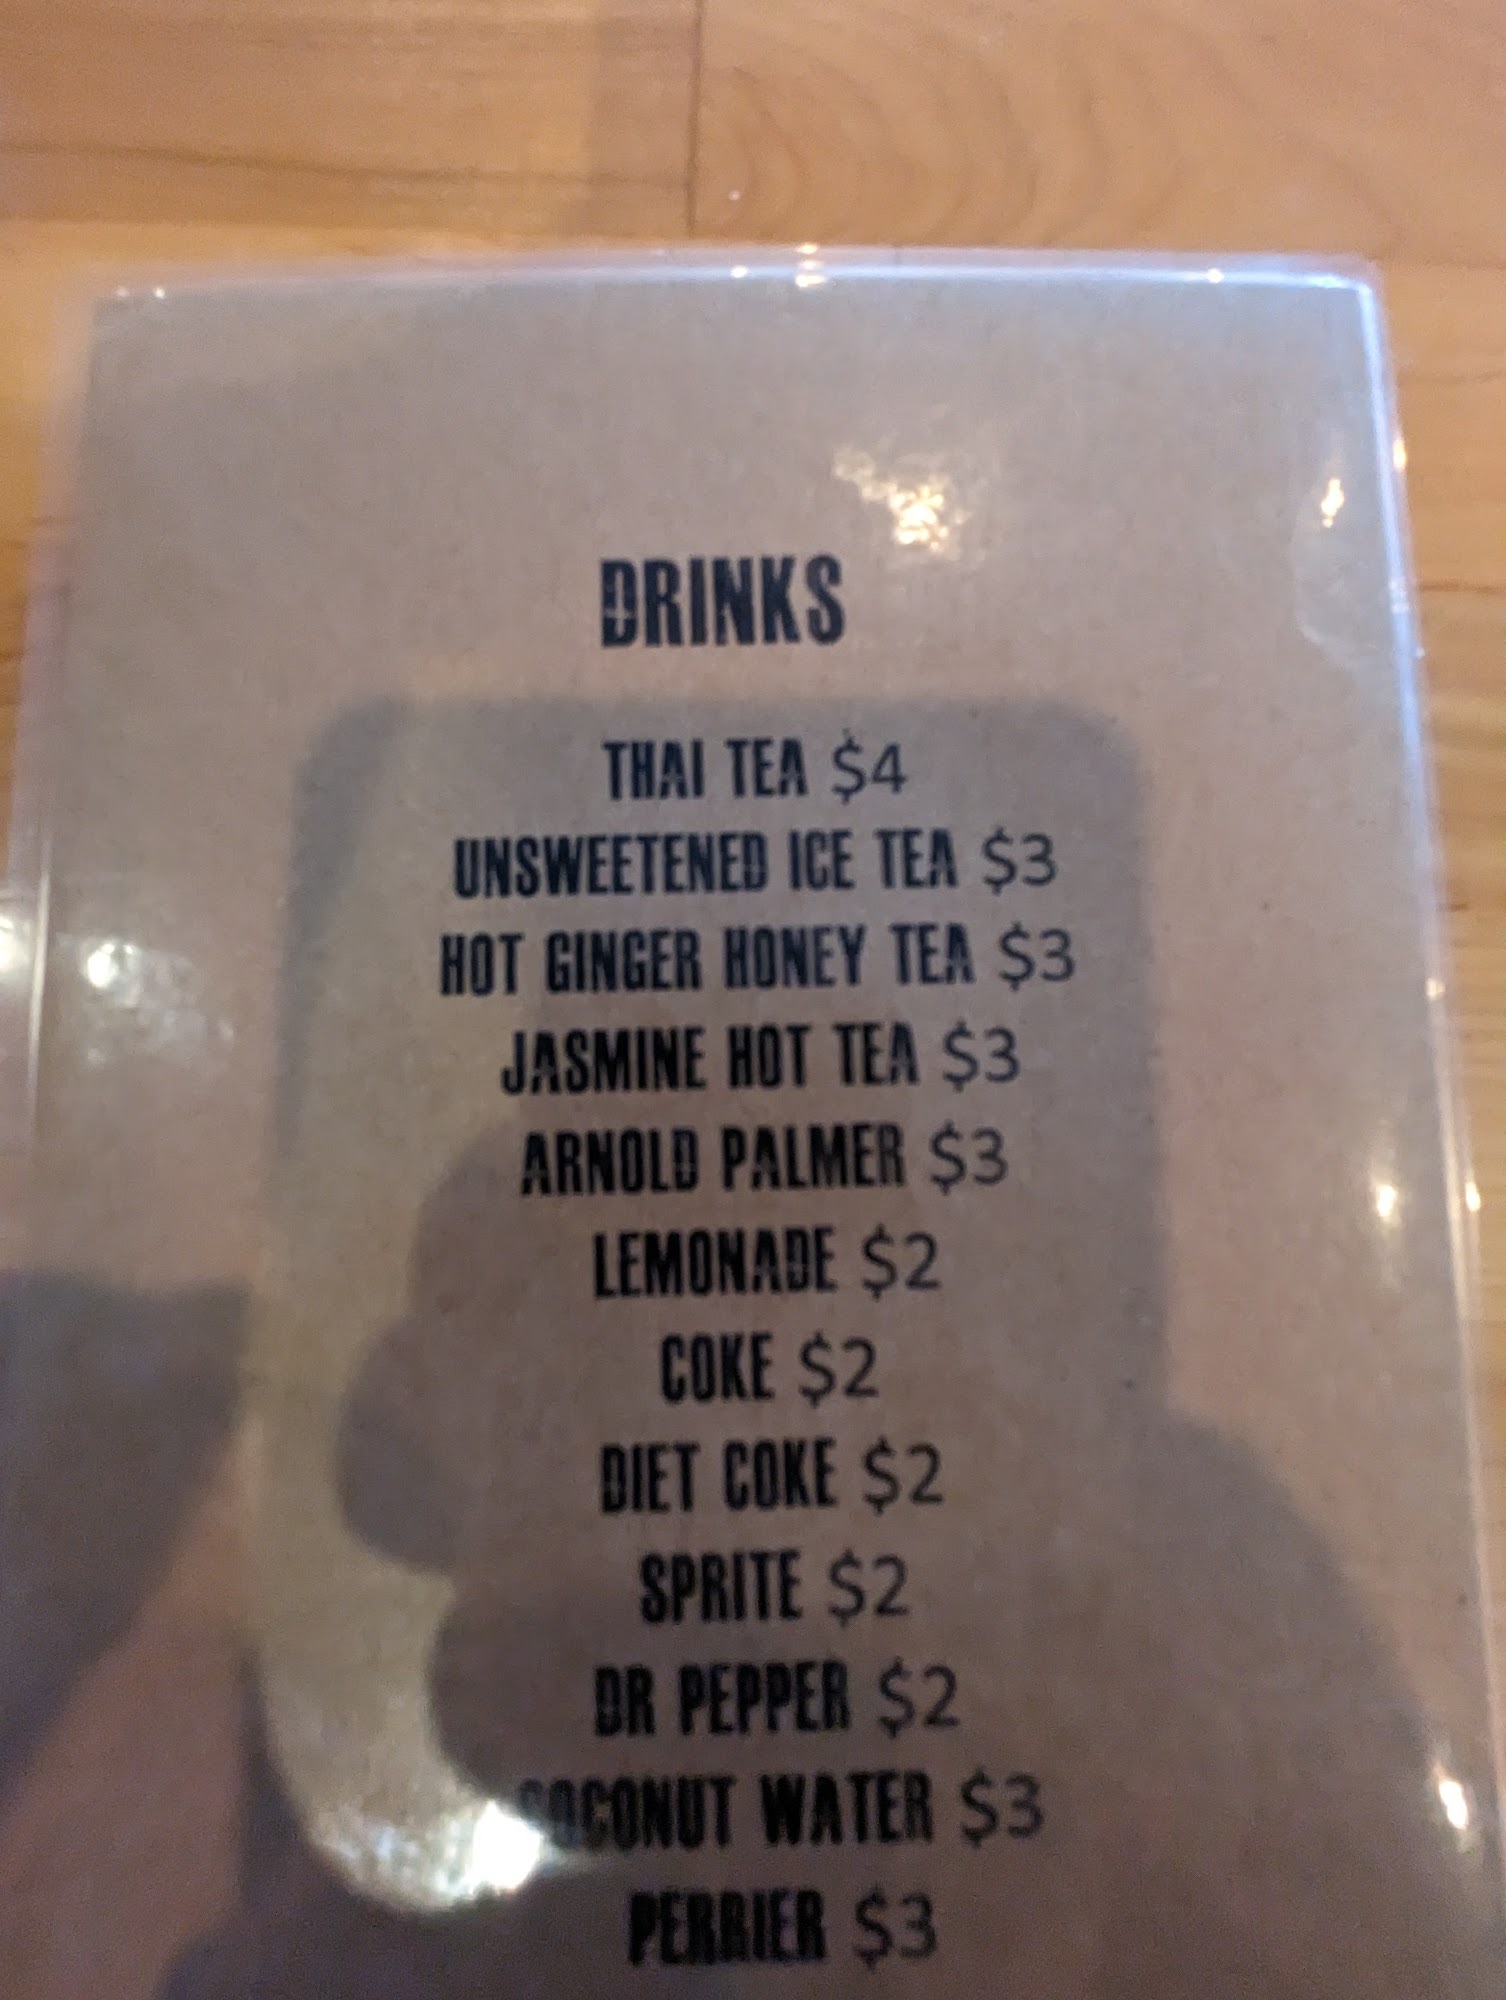 DRINKS
THAI TEA $4
UNSWEETENED ICE TEA $3
HOT GINGER HONEY TEA $3
JASMINE HOT TEA $3
ARNOLD PALMER $3
LEMONADE $2
COKE $2
DIET COKE $2
SPRITE $2
DR PEPPER $2
COCONUT WATER $3
PERRIER $3